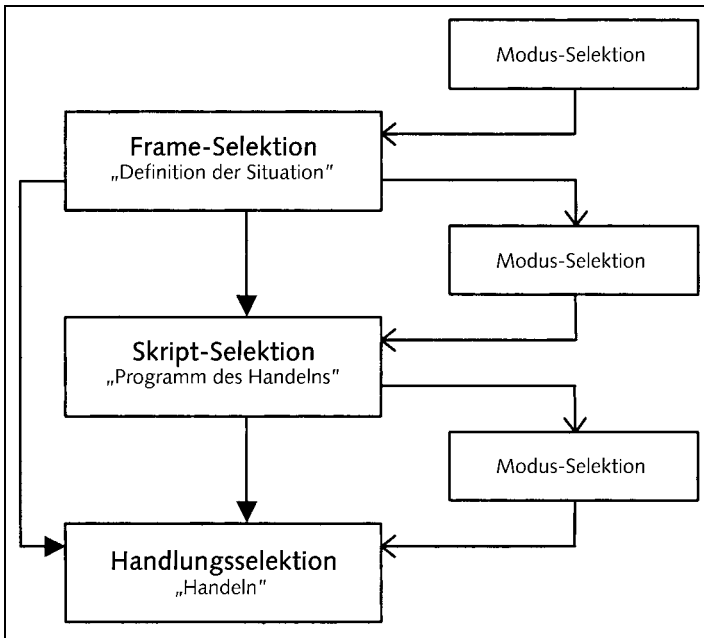 Modus-Selektion
Frame-Selektion
„Definition der Situation"
Modus-Selektion
Skript-Selektion
„Programm des Handelns"
Modus-Selektion
Handlungsselektion
„Handeln"